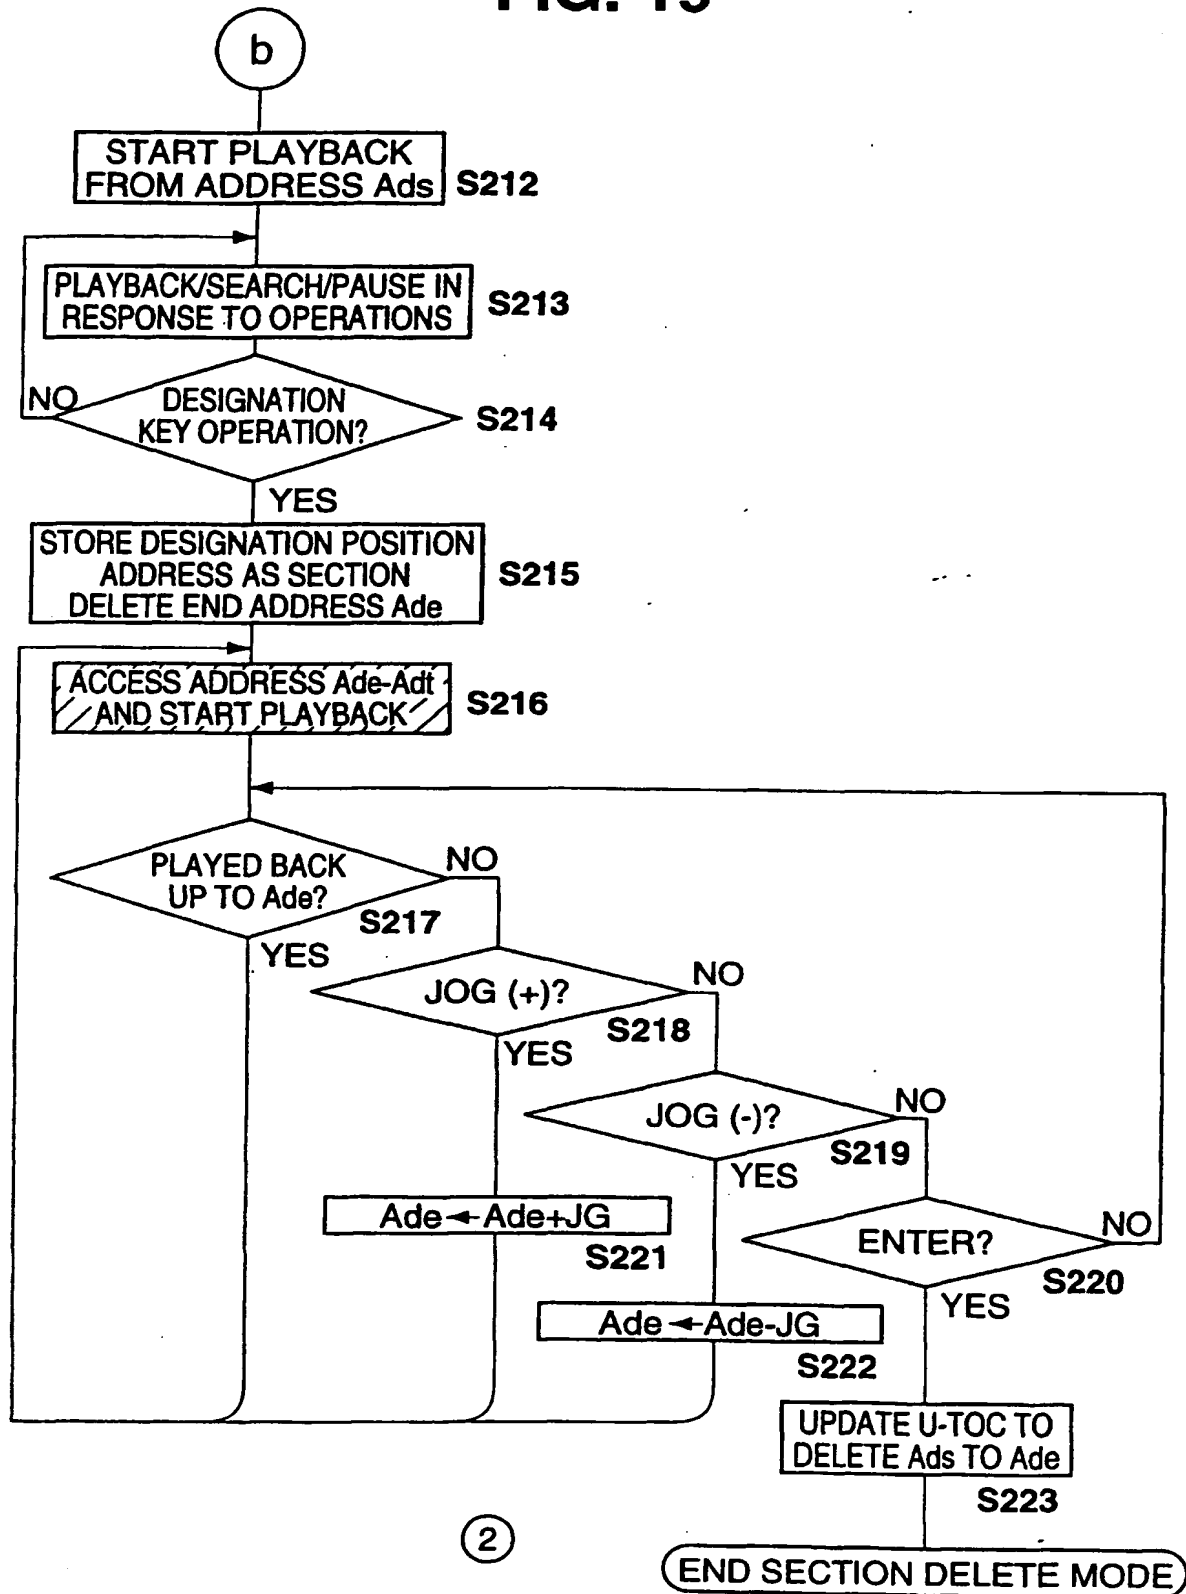 b
START PLAYBACK
FROM ADDRESS Ads
S212
PLAYBACK/SEARCH/PAUSE IN
RESPONSE TO OPERATIONS
S213
NO
DESIGNATION
KEY OPERATION?
S214
YES
STORE DESIGNATION POSITION
ADDRESS AS SECTION
DELETE END ADDRESS Ade
S215
ACCESS ADDRESS Ade-Adt
AND START PLAYBACK
S216
PLAYED BACK
UP TO Ade?
NO
S217
YES
JOG (+)?
NO
S218
YES
JOG (-)?
NO
S219
YES
Ade←Ade+JG
S221
ENTER?
NO
S220
YES
Ade←Ade-JG
S222
UPDATE U-TOC TO
DELETE Ads TO Ade
S223
2
END SECTION DELETE MODE